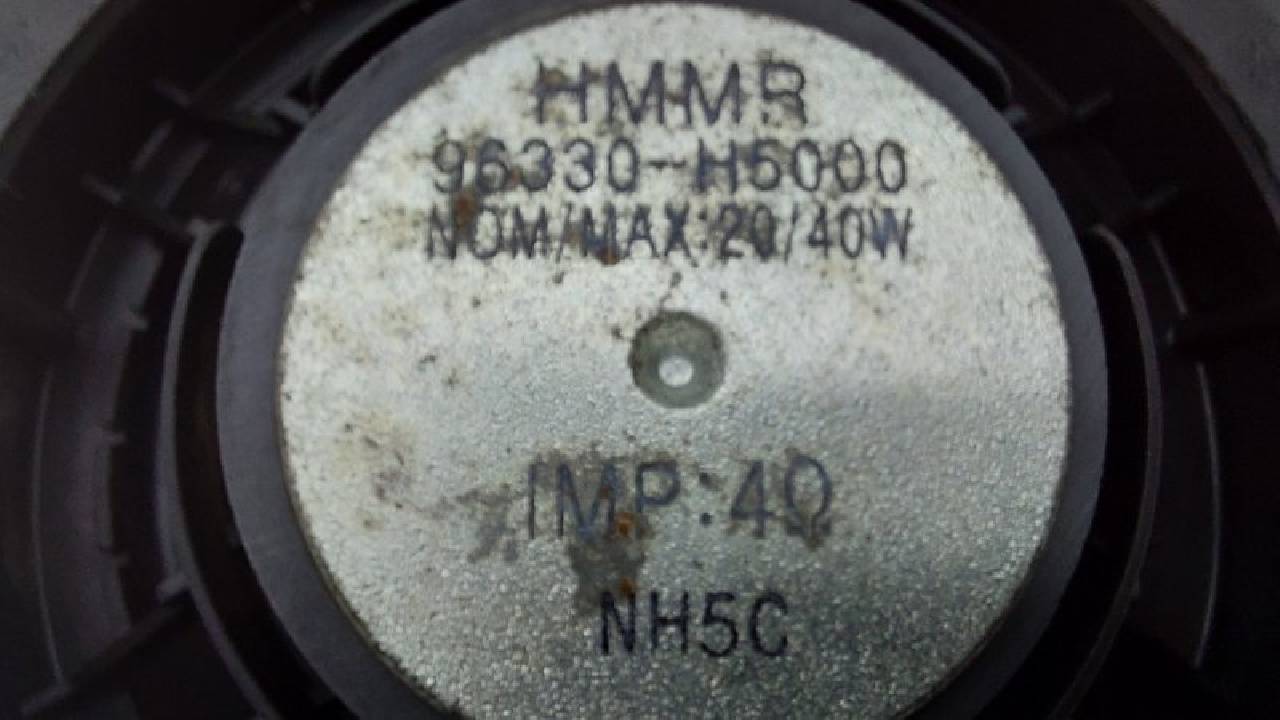 HMMR
96330-H5000
NOM/MAX:20/40W
IMP:4Ω
NH5C